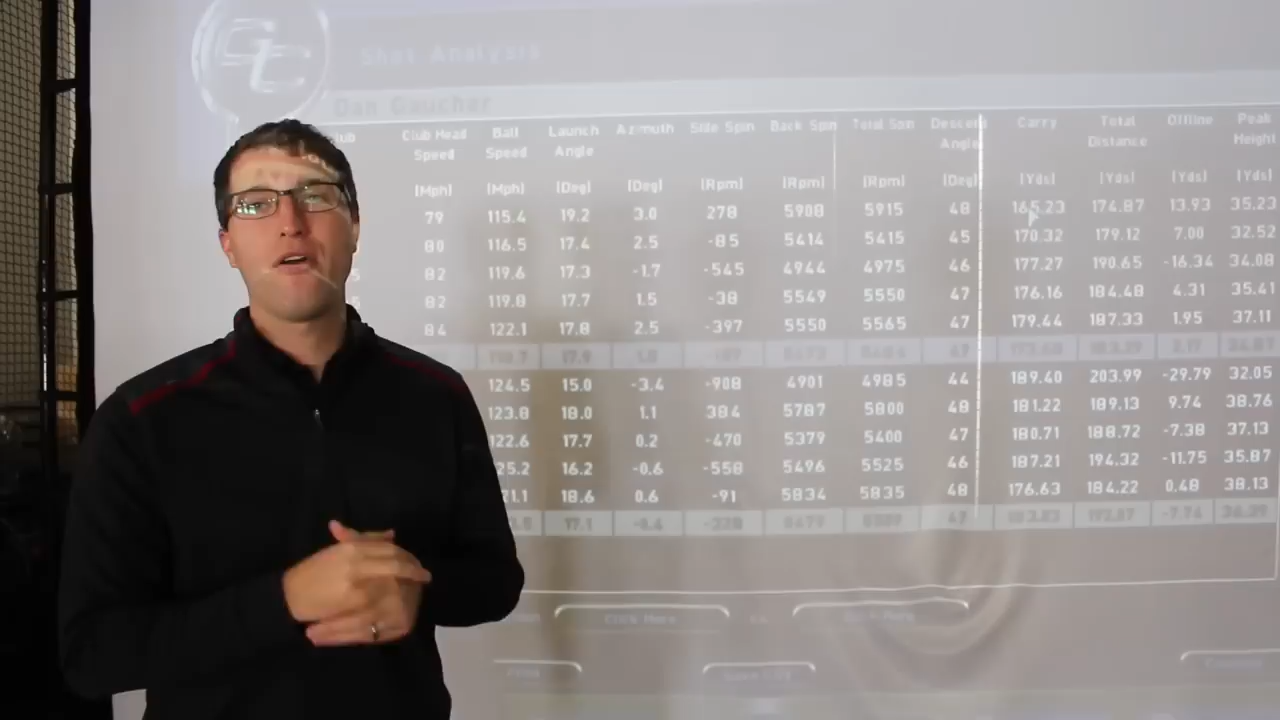 GC
Shot Analysis
Dan Gaucher
Club Head Ball Launch Azimuth Side Spin Back Spin Total Spin Descent Carry Total Offline Peak
Speed Speed Angle Angle Distance Height
(Mph) (Mph) (Deg) (Deg) (Rpm) (Rpm) (Rpm) (Deg) (Yds) (Yds) (Yds) (Yds)
79 115.4 19.2 3.0 278 5908 5915 48 165.23 174.87 13.93 35.23
80 116.5 17.4 2.5 -85 5414 5415 45 170.32 179.12 7.00 32.52
82 119.6 17.3 -1.7 -545 4944 4975 46 177.27 190.65 -16.34 34.08
82 119.8 17.7 1.5 -38 5549 5550 47 176.16 184.48 4.31 35.41
84 122.1 17.8 2.5 -397 5550 5565 47 179.44 187.33 1.95 37.11
124.5 15.0 -3.4 -908 4901 4985 44 189.40 203.99 -29.79 32.05
123.8 18.0 1.1 384 5787 5800 48 181.22 189.13 9.74 38.76
122.6 17.7 0.2 -470 5379 5400 47 180.71 188.72 -7.38 37.13
25.2 16.2 -0.6 -558 5496 5525 46 187.21 194.32 -11.75 35.87
21.1 18.6 0.6 -91 5834 5835 48 176.63 184.22 0.48 38.13
17.1
Click Here